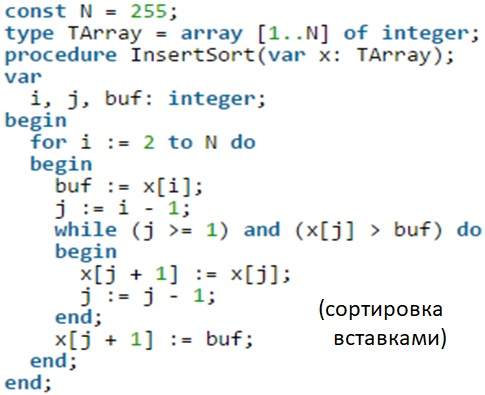 const N = 255;
type TArray = array [1..N] of integer;
procedure InsertSort(var x: TArray);
var
  i, j, buf: integer;
begin
  for i := 2 to N do
  begin
    buf := x[i];
    j := i - 1;
    while (j >= 1) and (x[j] > buf) do
    begin
      x[j + 1] := x[j];
      j := j - 1;
    end;
    x[j + 1] := buf;
  end;
end;
(сортировка
вставками)